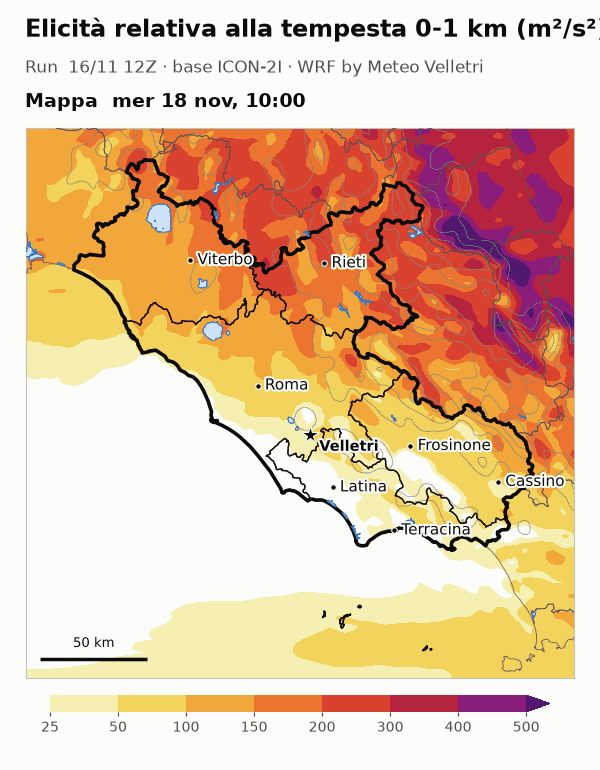 Elicità relativa alla tempesta 0-1 km (m²/s²)
Run  16/11 12Z · base ICON-2I · WRF by Meteo Velletri
Mappa  mer 18 nov, 10:00
Viterbo
Rieti
Roma
Velletri
Frosinone
Latina
Cassino
Terracina
50 km
25 50 100 150 200 300 400 500